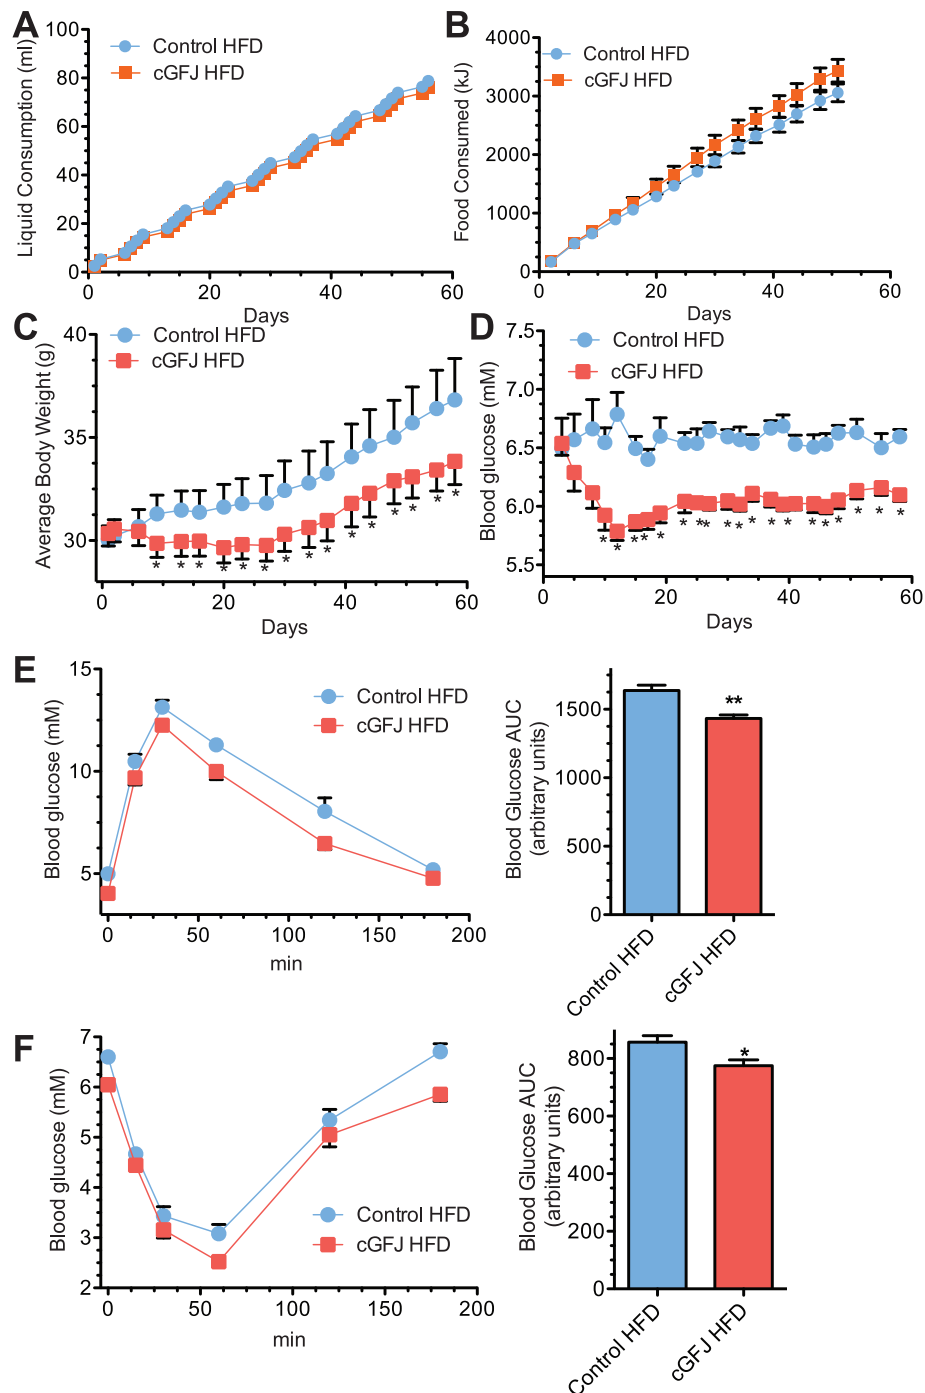 A
Liquid Consumption (ml)
100
80
60
40
20
0
Control HFD
cGFJ HFD
0 20 40 60
Days
B
Food Consumed (kJ)
4000
3000
2000
1000
0
Control HFD
cGFJ HFD
0 10 20 30 40 50 60
Days
C
Average Body Weight (g)
40
35
30
Control HFD
cGFJ HFD
* * * * * * * * * * * * * * *
0 20 40 60
Days
D
Blood glucose (mM)
7.5
7.0
6.5
6.0
5.5
Control HFD
cGFJ HFD
* * * * * * * * * * * * * * * * * * *
0 20 40 60
Days
E
Blood glucose (mM)
15
10
5
Control HFD
cGFJ HFD
0 50 100 150 200
min
Blood Glucose AUC
(arbitrary units)
1500
1000
500
0
**
Control HFD
cGFJ HFD
F
Blood glucose (mM)
7
6
5
4
3
2
Control HFD
cGFJ HFD
0 50 100 150 200
min
Blood Glucose AUC
(arbitrary units)
800
600
400
200
0
*
Control HFD
cGFJ HFD